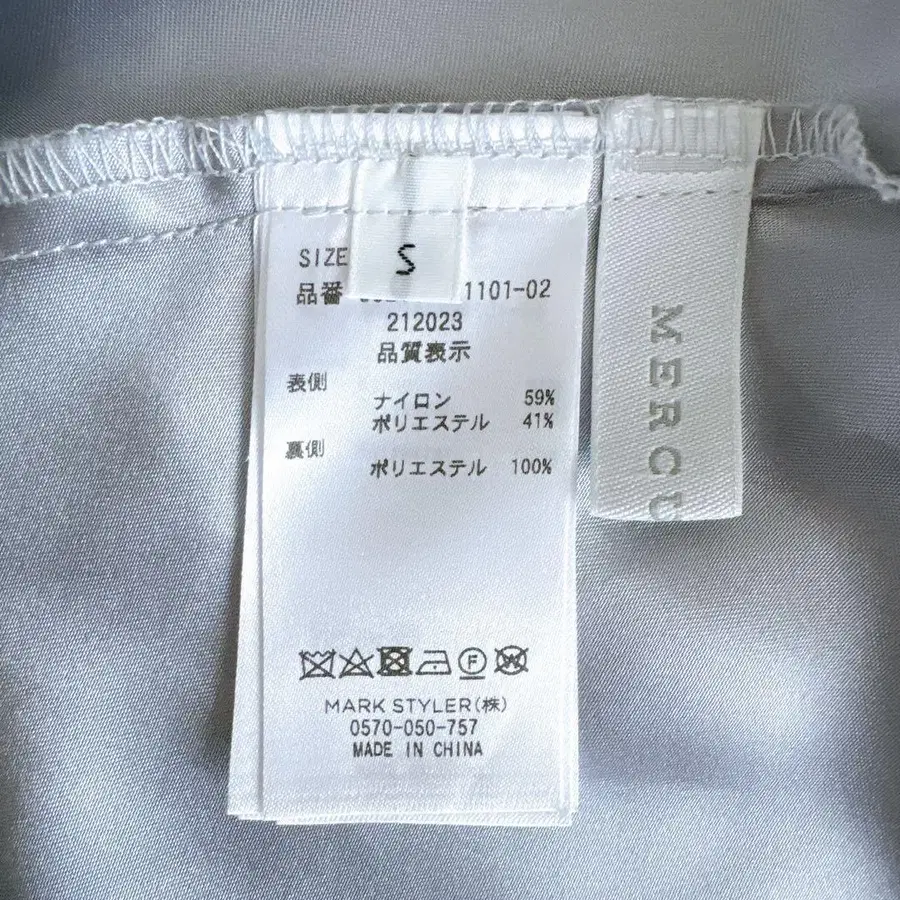 SIZE
S
品番 1101-02
212023
品質表示
表側
ナイロン 59%
ポリエステル 41%
裏側
ポリエステル 100%
MARK STYLER(株)
0570-050-757
MADE IN CHINA
MERCU